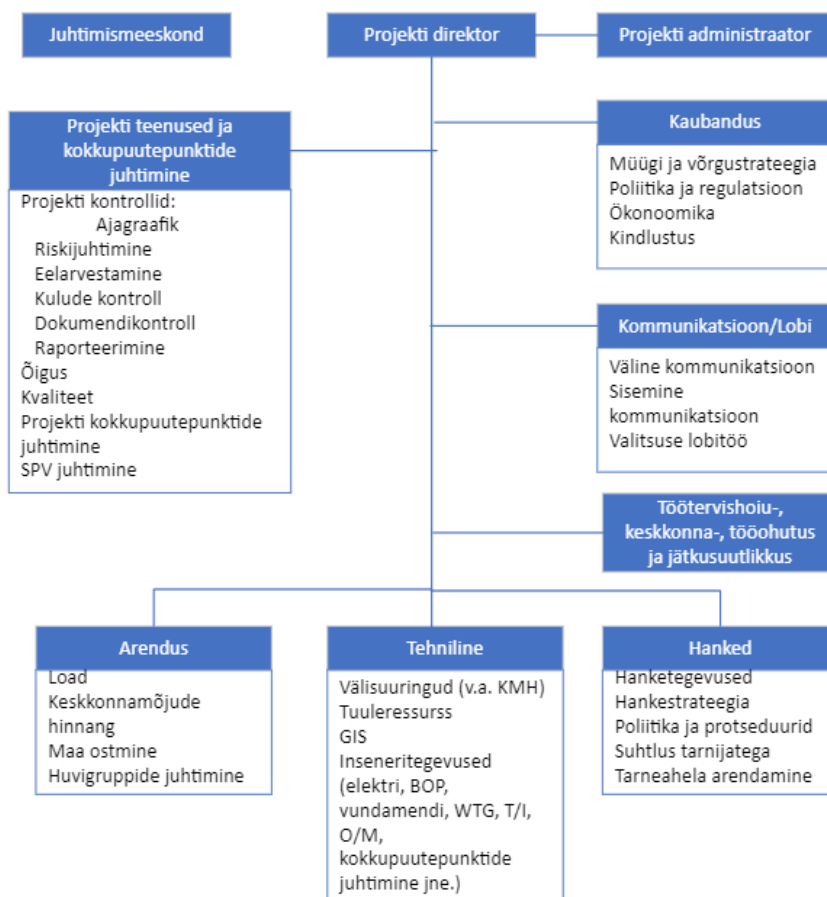 Juhtimismeeskond
Projekti direktor
Projekti administraator
Projekti teenused ja
kokkupuutepunktide
juhtimine
Projekti kontrollid:
Ajagraafik
Riskijuhtimine
Eelarvestamine
Kulude kontroll
Dokumendikontroll
Raporteerimine
Õigus
Kvaliteet
Projekti kokkupuutepunktide
juhtimine
SPV juhtimine
Kaubandus
Müügi ja võrgustrateegia
Poliitika ja regulatsioon
Ökonoomika
Kindlustus
Kommunikatsioon/Lobi
Väline kommunikatsioon
Sisemine
kommunikatsioon
Valitsuse lobitöö
Töötervishoiu-,
keskkonna-, tööohutus
ja jätkusuutlikkus
Arendus
Load
Keskkonnamõjude
hinnang
Maa ostmine
Huvigruppide juhtimine
Tehniline
Välisuuringud (v.a. KMH)
Tuuleressurss
GIS
Inseneritegevused
(elektri, BOP,
vundamendi, WTG, T/I,
O/M,
kokkupuutepunktide
juhtimine jne.)
Hanked
Hanketegevused
Hankestrateegia
Poliitika ja protseduurid
Suhtlus tarnijatega
Tarneahela arendamine